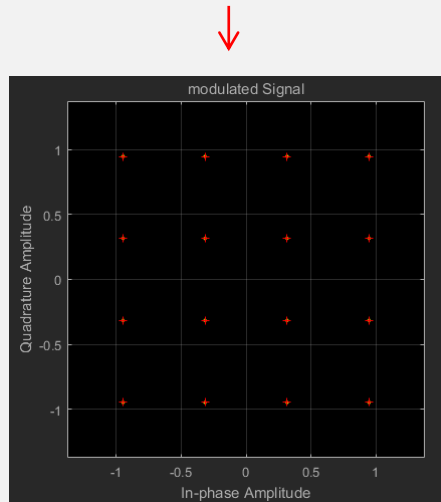 modulated Signal
1
0.5
0
-0.5
-1
Quadrature Amplitude
-1 -0.5 0 0.5 1
In-phase Amplitude